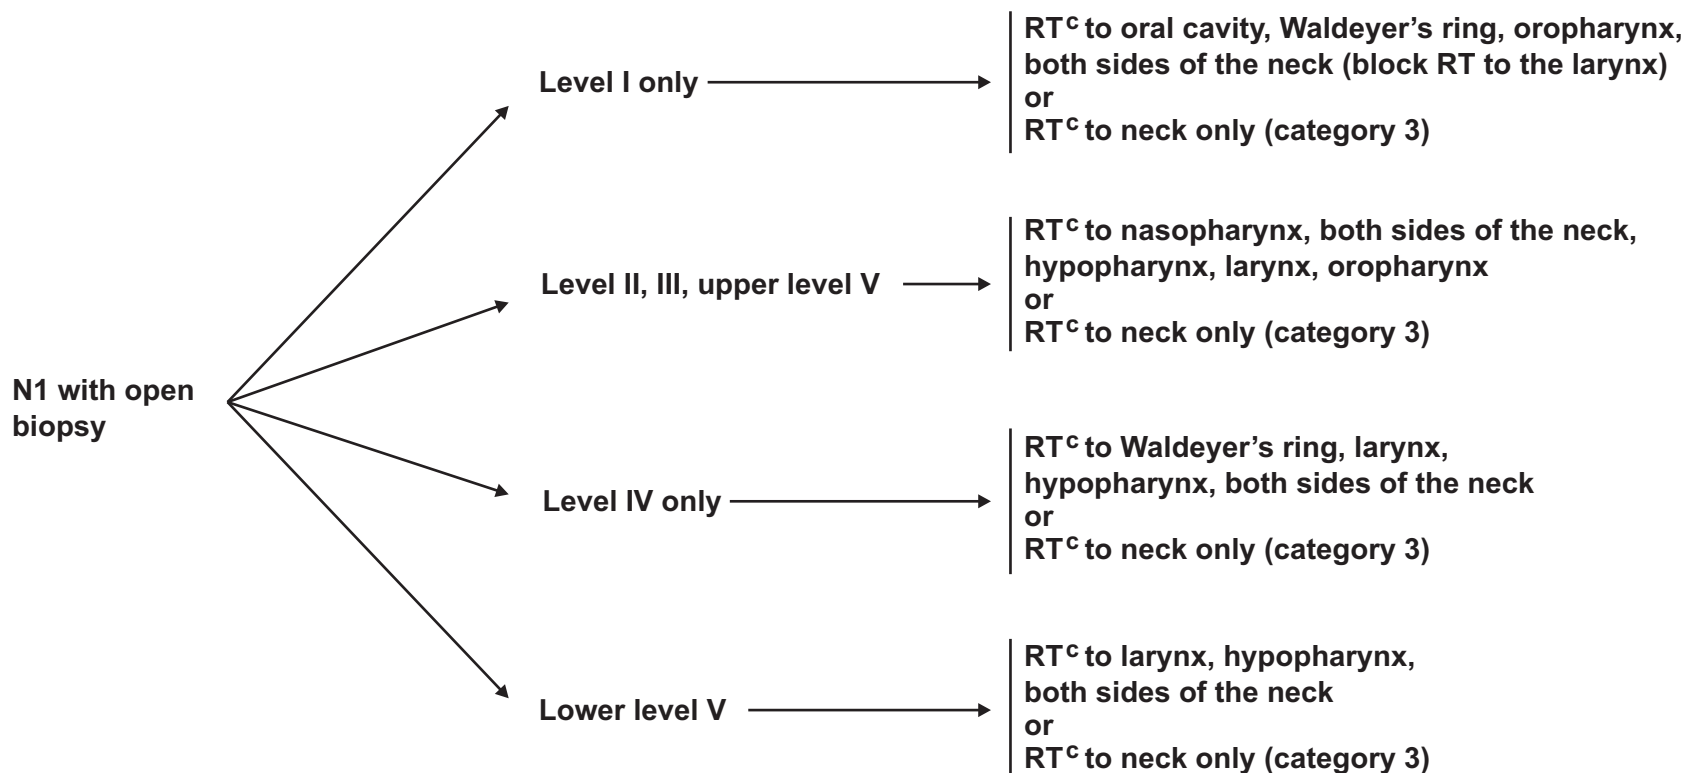 N1 with open
biopsy
Level I only
RTᶜ to oral cavity, Waldeyer’s ring, oropharynx,
both sides of the neck (block RT to the larynx)
or
RTᶜ to neck only (category 3)
Level II, III, upper level V
RTᶜ to nasopharynx, both sides of the neck,
hypopharynx, larynx, oropharynx
or
RTᶜ to neck only (category 3)
Level IV only
RTᶜ to Waldeyer’s ring, larynx,
hypopharynx, both sides of the neck
or
RTᶜ to neck only (category 3)
Lower level V
RTᶜ to larynx, hypopharynx,
both sides of the neck
or
RTᶜ to neck only (category 3)